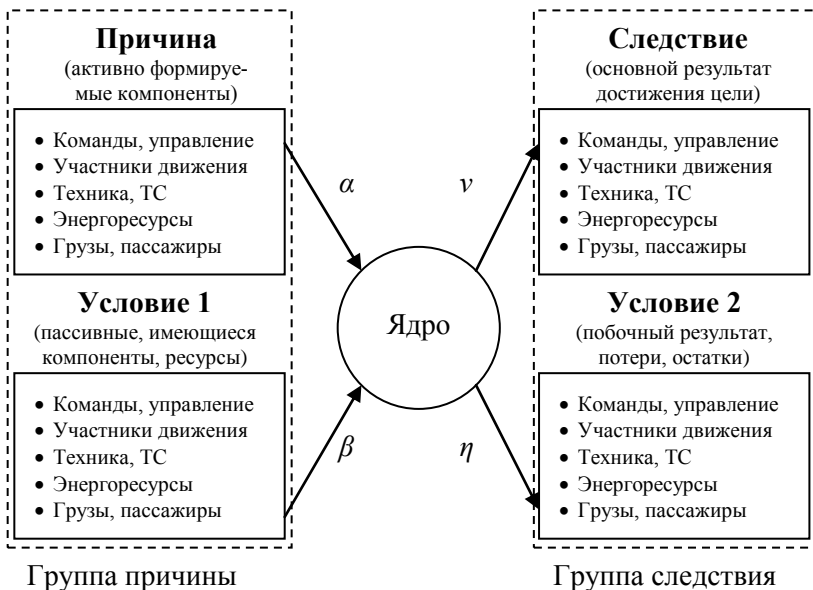 Причина
(активно формируе-
мые компоненты)
• Команды, управление
• Участники движения
• Техника, ТС
• Энергоресурсы
• Грузы, пассажиры
Условие 1
(пассивные, имеющиеся
компоненты, ресурсы)
• Команды, управление
• Участники движения
• Техника, ТС
• Энергоресурсы
• Грузы, пассажиры
Группа причины
α
β
Ядро
ν
η
Следствие
(основной результат
достижения цели)
• Команды, управление
• Участники движения
• Техника, ТС
• Энергоресурсы
• Грузы, пассажиры
Условие 2
(побочный результат,
потери, остатки)
• Команды, управление
• Участники движения
• Техника, ТС
• Энергоресурсы
• Грузы, пассажиры
Группа следствия